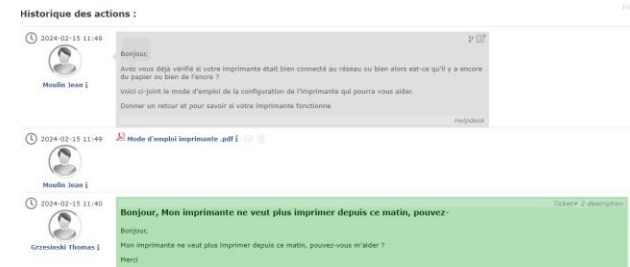 Historique des actions :
2024-02-15 11:49
Bonjour,
Avez vous déjà vérifié si votre imprimante était bien connecté au réseau ou bien alors est-ce qu'il y a encore
du papier ou bien de l'encre ?
Moulin Jean i
Voici ci-joint le mode d'emploi de la configuration de l'imprimante qui pourra vous aider.
Donner un retour et pour savoir si votre imprimante fonctionne
Helpdesk
2024-02-15 11:49
Mode d'emploi imprimante .pdf i
Moulin Jean i
2024-02-15 11:40
Ticket# 2 description
Bonjour, Mon imprimante ne veut plus imprimer depuis ce matin, pouvez-
Bonjour,
Grzesinski Thomas i
Mon imprimante ne veut plus imprimer depuis ce matin, pouvez-vous m'aider ?
Merci